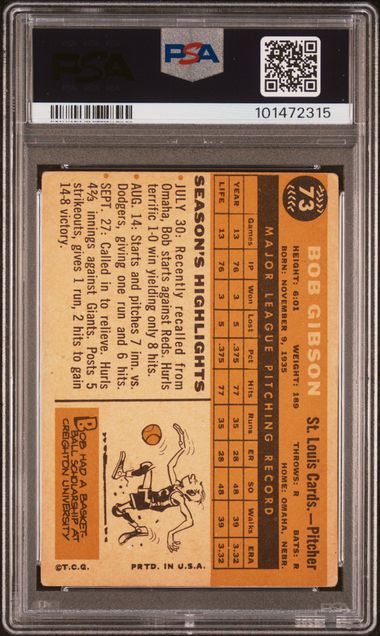 PSA
PSA
101472315
73
BOB GIBSON
St. Louis Cards.—Pitcher
HEIGHT: 6:01 WEIGHT: 189 THROWS: R BATS: R
BORN: NOVEMBER 9, 1935 HOME: OMAHA, NEBR.
MAJOR LEAGUE PITCHING RECORD
Games IP Won Lost Pct Hits Runs ER SO Walks ERA
YEAR 13 76 3 5 .375 77 35 28 48 39 3.32
LIFE 13 76 3 5 .375 77 35 28 48 39 3.32
SEASON'S HIGHLIGHTS
• JULY 30: Recently recalled from
Omaha, Bob starts against Reds. Hurls
terrific 1-0 win yielding only 8 hits.
• AUG. 14: Starts and pitches 7 inn. vs.
Dodgers, giving one run and 6 hits.
• SEPT. 27: Called in to relieve. Hurls
4⅔ innings against Giants. Posts 5
strikeouts, gives 1 run, 2 hits to gain
14-8 victory.
BOB HAD A BASKET-
BALL SCHOLARSHIP AT
CREIGHTON UNIVERSITY
©T.C.G. PRTD. IN U.S.A.